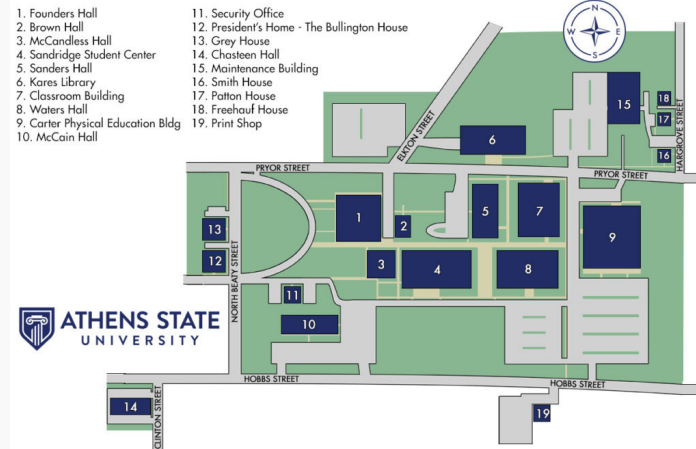 1. Founders Hall
2. Brown Hall
3. McCandless Hall
4. Sandridge Student Center
5. Sanders Hall
6. Kares Library
7. Classroom Building
8. Waters Hall
9. Carter Physical Education Bldg
10. McCain Hall
11. Security Office
12. President's Home - The Bullington House
13. Grey House
14. Chasteen Hall
15. Maintenance Building
16. Smith House
17. Patton House
18. Freehauf House
19. Print Shop
N
W
E
S
ELKTON STREET
HARGROVE STREET
15
18
17
16
6
PRYOR STREET
PRYOR STREET
1
2
5
7
9
13
12
3
4
8
NORTH BEATY STREET
11
10
ATHENS STATE
UNIVERSITY
HOBBS STREET
HOBBS STREET
14
CLINTON STREET
19